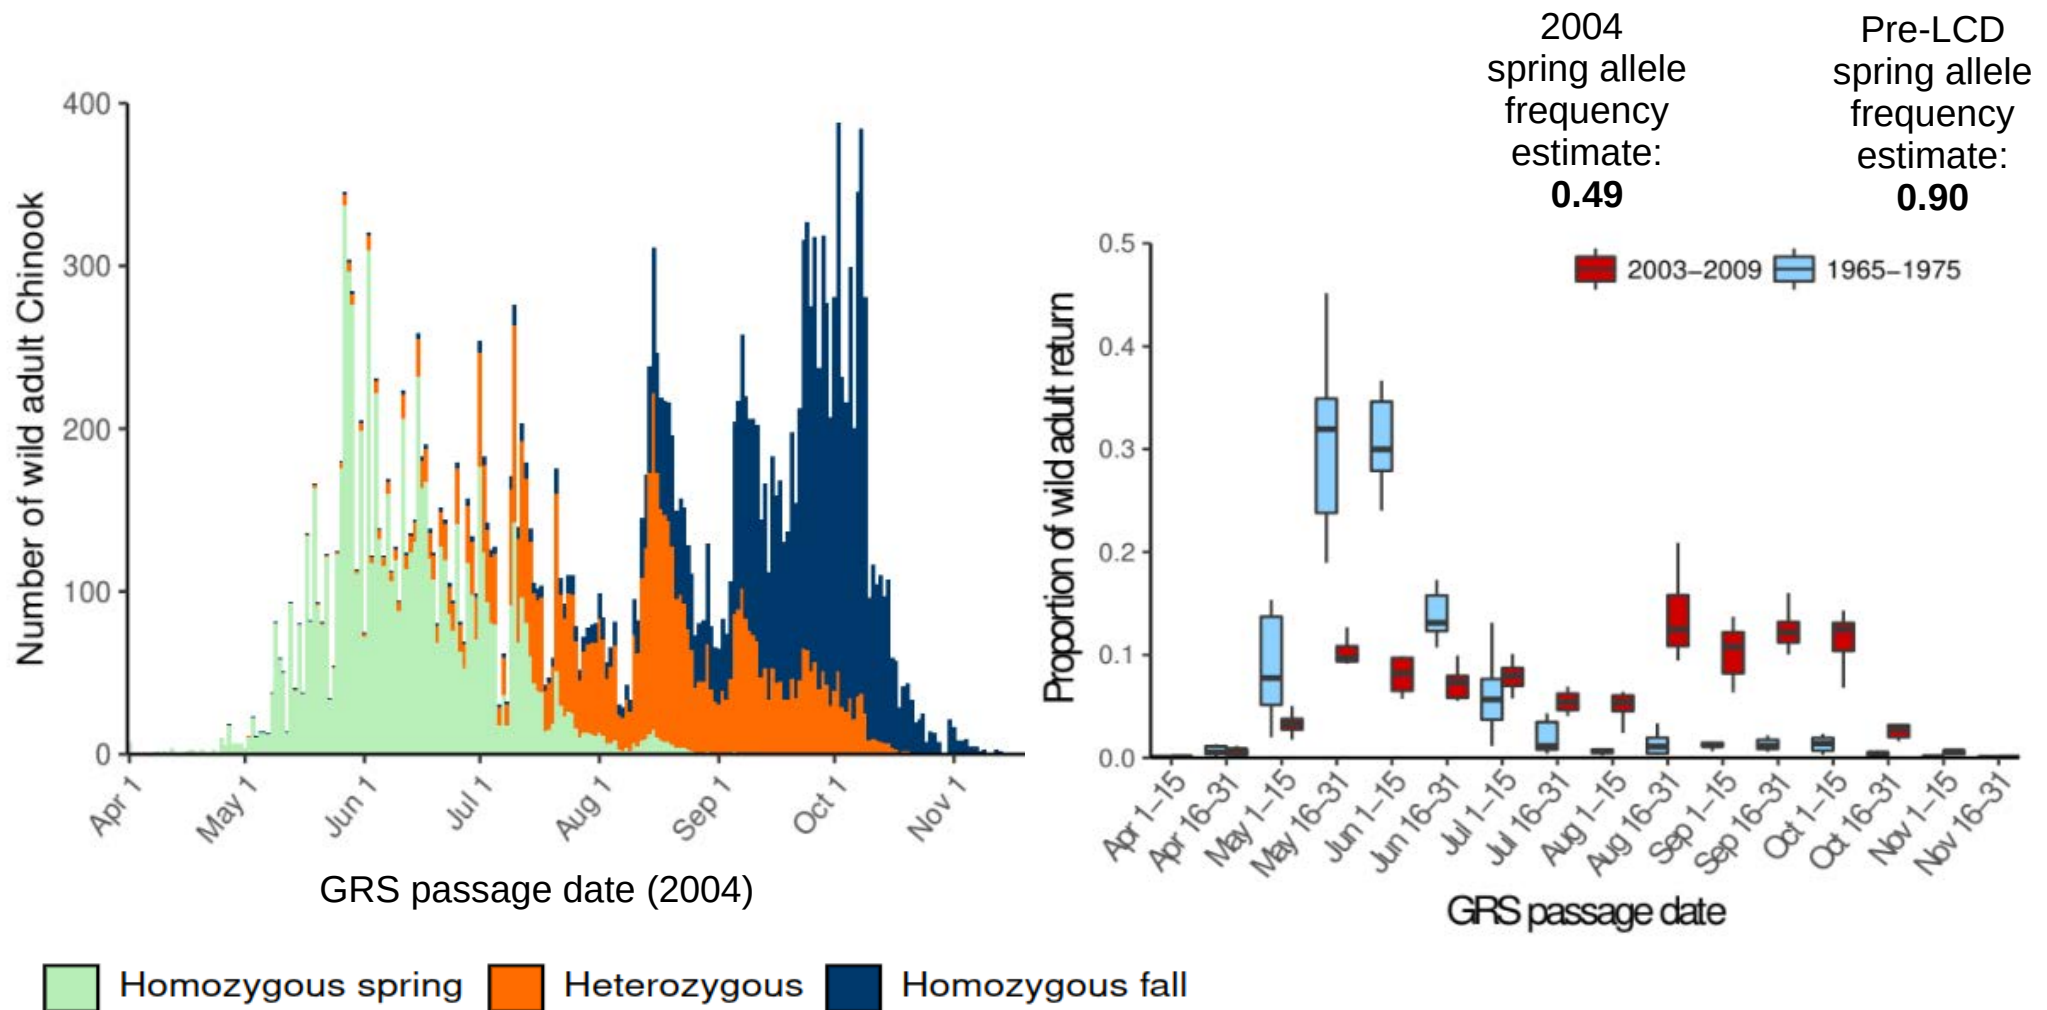 2004
spring allele
frequency
estimate:
0.49
Pre-LCD
spring allele
frequency
estimate:
0.90
400
300
200
100
0
Number of wild adult Chinook
Apr 1
May 1
Jun 1
Jul 1
Aug 1
Sep 1
Oct 1
Nov 1
GRS passage date (2004)
Homozygous spring
Heterozygous
Homozygous fall
2003–2009
1965–1975
0.5
0.4
0.3
0.2
0.1
0.0
Proportion of wild adult return
Apr 1–15
Apr 16–31
May 1–15
May 16–31
Jun 1–15
Jun 16–31
Jul 1–15
Jul 16–31
Aug 1–15
Aug 16–31
Sep 1–15
Sep 16–31
Oct 1–15
Oct 16–31
Nov 1–15
Nov 16–31
GRS passage date